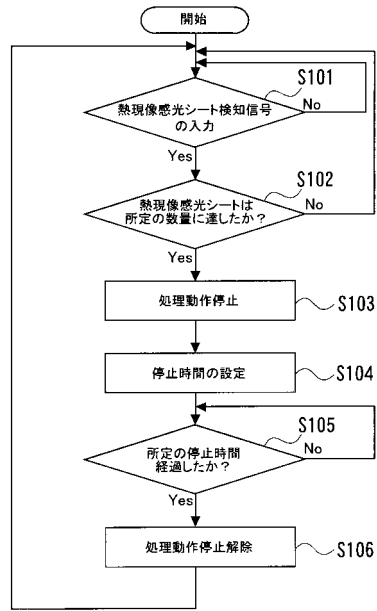 開始
S101
熱現像感光シート検知信号
の入力
No
Yes
S102
熱現像感光シートは
所定の数量に達したか?
No
Yes
処理動作停止
S103
停止時間の設定
S104
S105
所定の停止時間
経過したか?
No
Yes
処理動作停止解除
S106